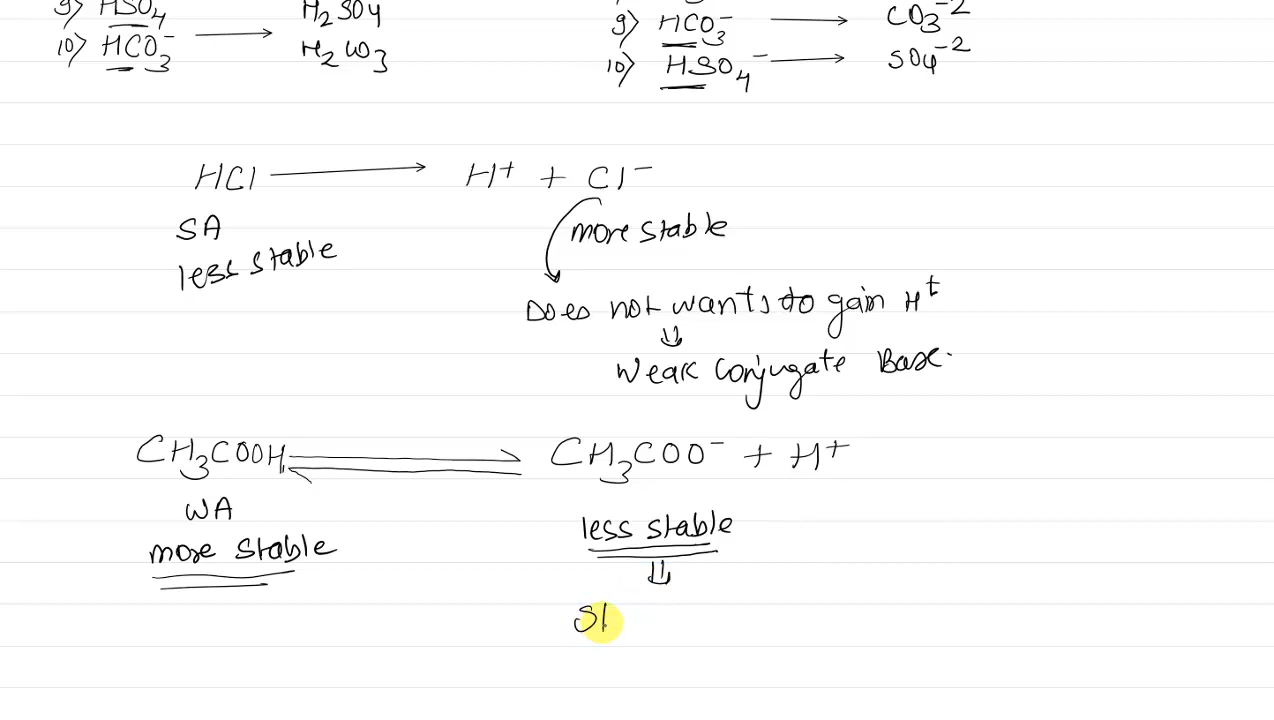 9) HSO4 H2SO4
10) HCO3⁻ → H2CO3
9) HCO3⁻ → CO3⁻²
10) HSO4⁻ → SO4⁻²
HCl → H⁺ + Cl⁻
SA
less stable
more stable
Does not wants to gain H⁺
⇓
Weak Conjugate Base.
CH3COOH ⇌ CH3COO⁻ + H⁺
WA
more stable
less stable
⇓
St